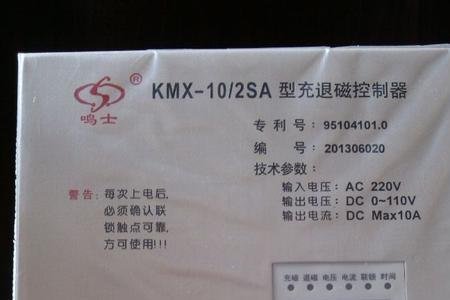 ®
鸣士
KMX-10/2SA 型充退磁控制器
专利号: 95104101.0
编号: 201306020
技术参数:
输入电压: AC 220V
输出电压: DC 0~110V
输出电流: DC Max10A
警告: 每次上电后,
必须确认联
锁触点可靠,
方可使用!!!
充磁 退磁 电压 电流 联锁 时间